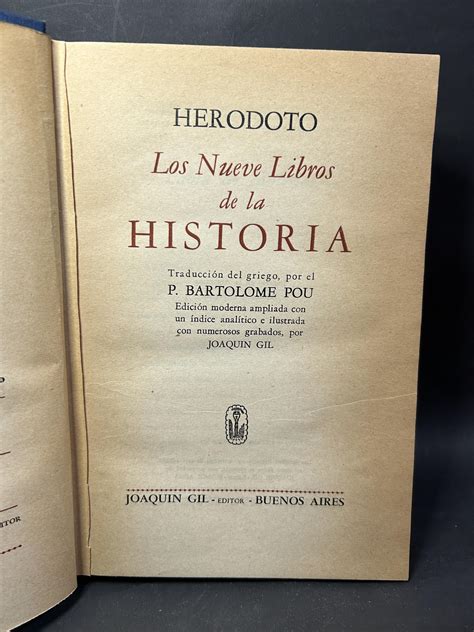 HERODOTO
Los Nueve Libros
de la
HISTORIA
Traducción del griego, por el
P. BARTOLOME POU
Edición moderna ampliada con
un índice analítico e ilustrada
con numerosos grabados, por
JOAQUIN GIL
JOAQUIN GIL - EDITOR - BUENOS AIRES